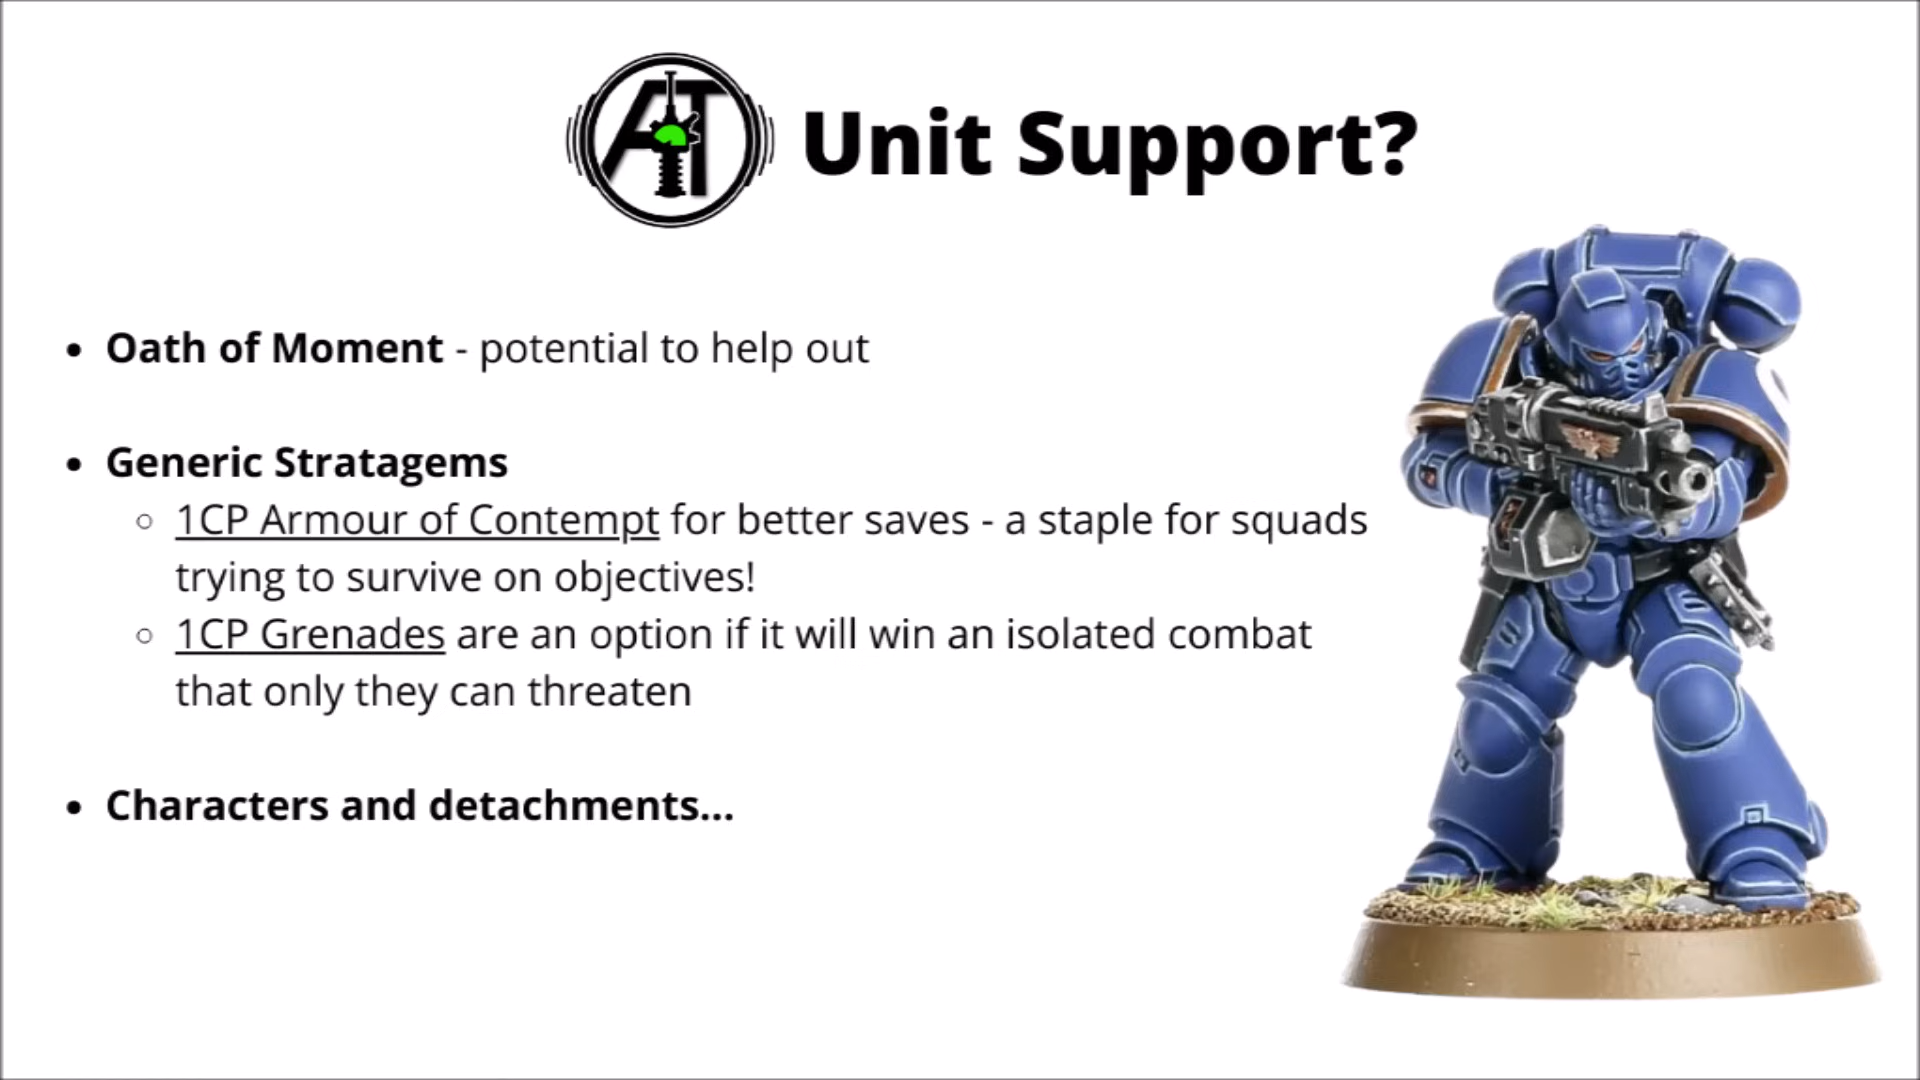 AT
Unit Support?
• Oath of Moment - potential to help out
• Generic Stratagems
◦ 1CP Armour of Contempt for better saves - a staple for squads
trying to survive on objectives!
◦ 1CP Grenades are an option if it will win an isolated combat
that only they can threaten
• Characters and detachments...